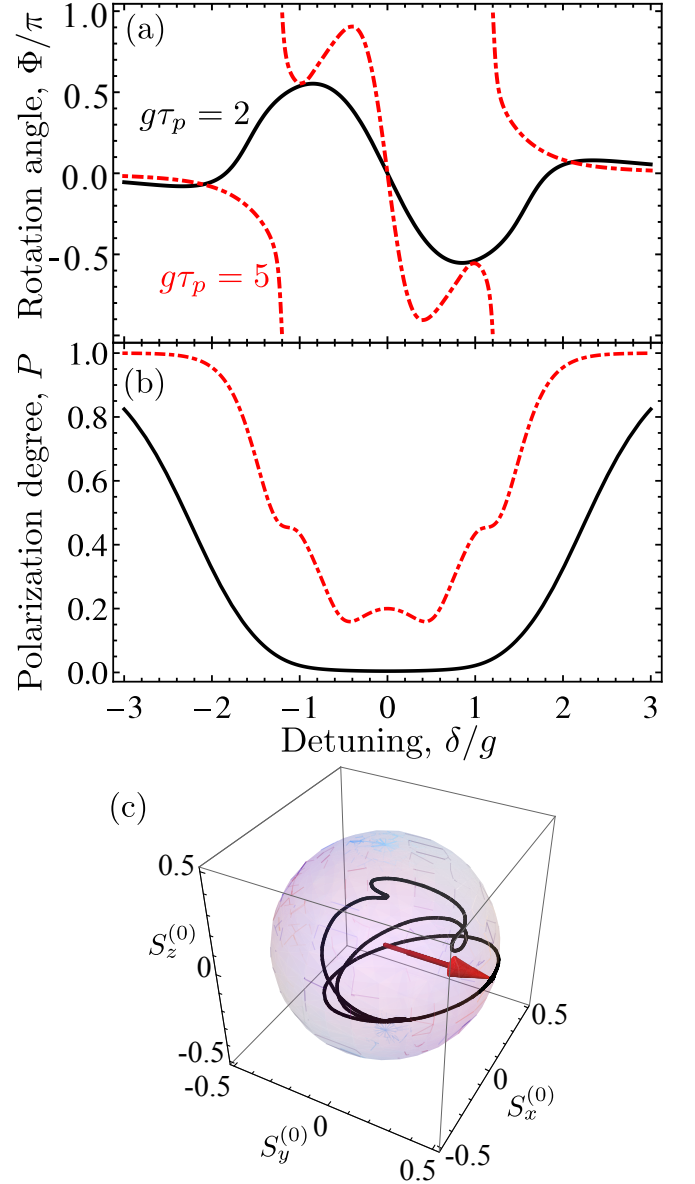 (a)
Rotation angle, Φ/π
1.0
0.5
0.0
-0.5
gτ_p = 2
gτ_p = 5
(b)
Polarization degree, P
1.0
0.8
0.6
0.4
0.2
0.0
−3 −2 −1 0 1 2 3
Detuning, δ/g
(c)
0.5
S_z^{(0)}
0
-0.5
-0.5
S_y^{(0)}
0
0.5
0.5
0
S_x^{(0)}
-0.5